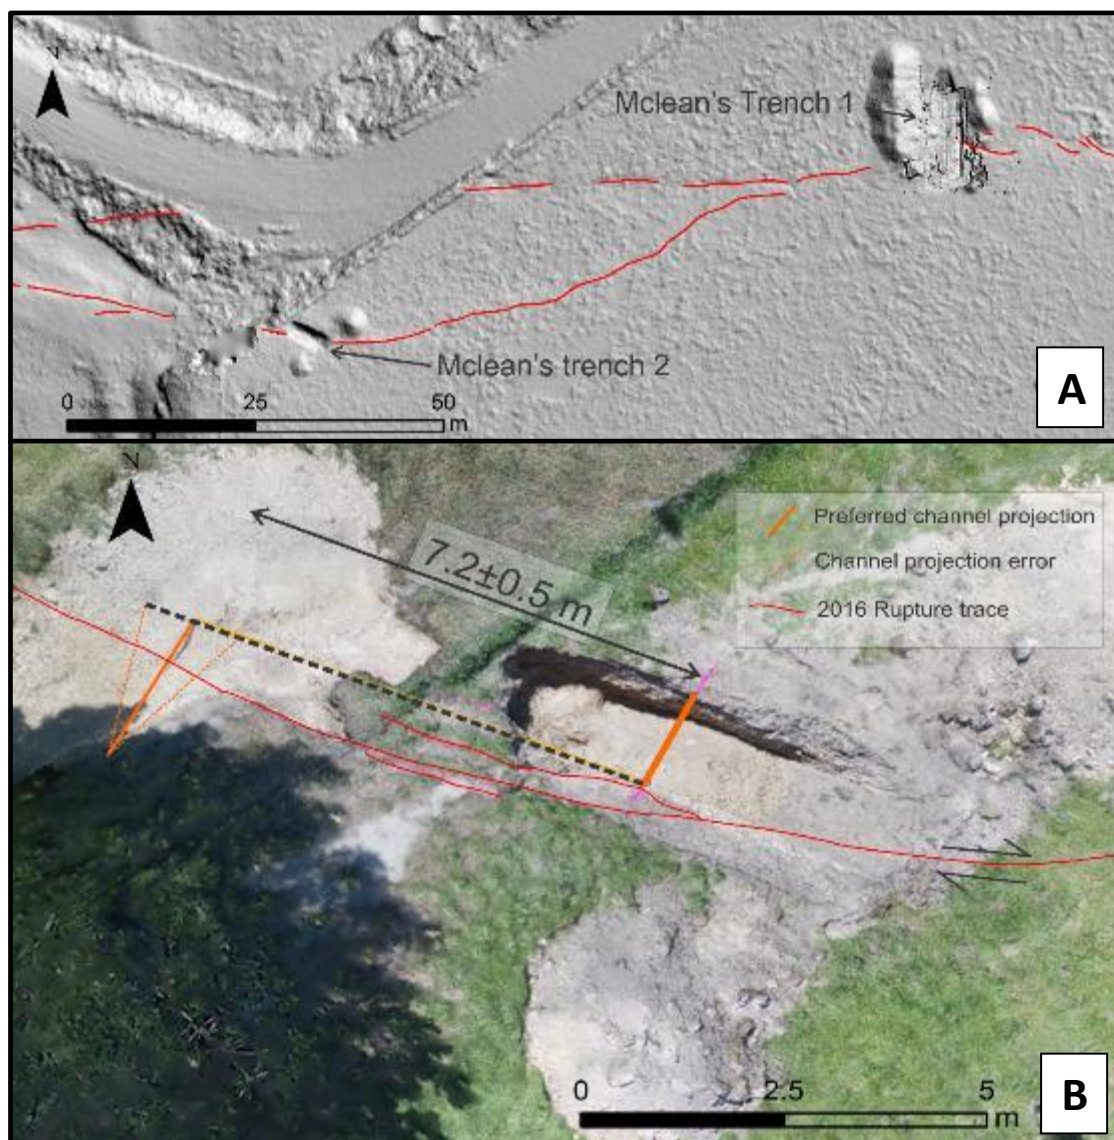 N
Mclean's Trench 1
Mclean's trench 2
0 25 50
m
A
N
7.2±0.5 m
Preferred channel projection
Channel projection error
2016 Rupture trace
0 2.5 5
m
B